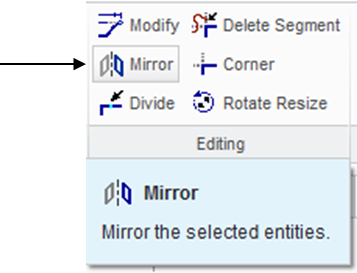 Modify Delete Segment
Mirror Corner
Divide Rotate Resize
Editing
Mirror
Mirror the selected entities.